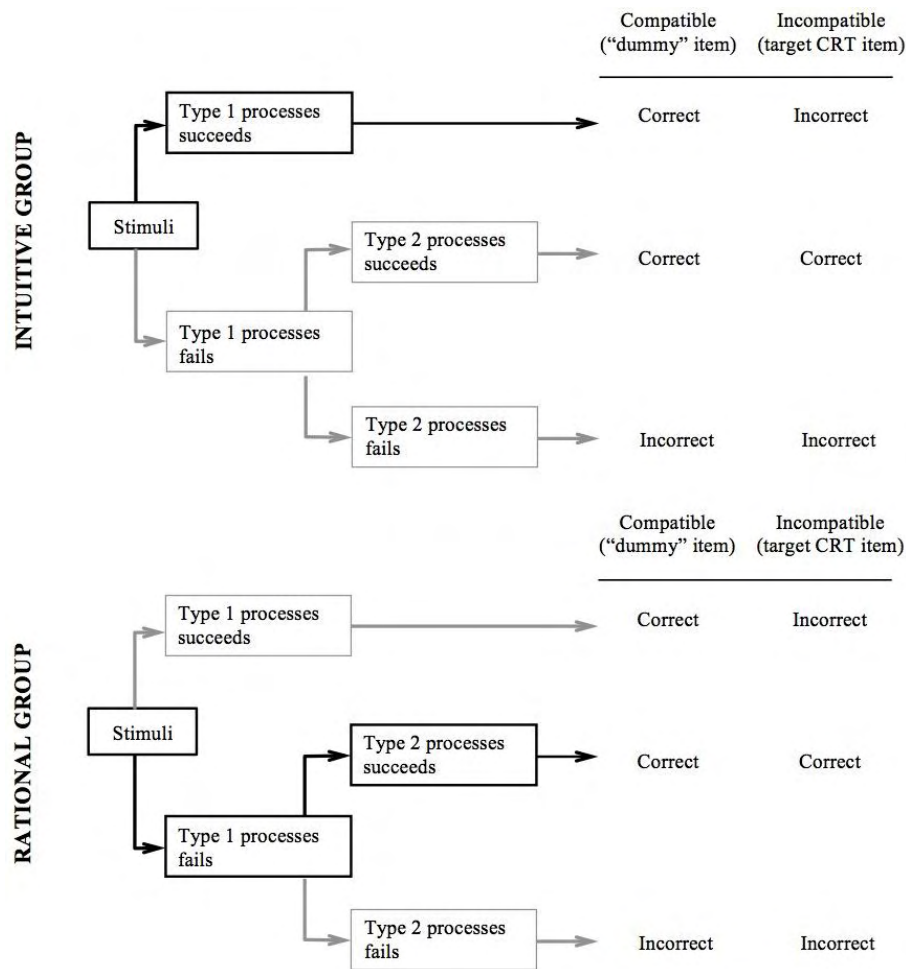 Compatible
("dummy" item)
Incompatible
(target CRT item)
INTUITIVE GROUP
Type 1 processes
succeeds
Correct
Incorrect
Stimuli
Type 2 processes
succeeds
Correct
Correct
Type 1 processes
fails
Type 2 processes
fails
Incorrect
Incorrect
Compatible
("dummy" item)
Incompatible
(target CRT item)
RATIONAL GROUP
Type 1 processes
succeeds
Correct
Incorrect
Stimuli
Type 2 processes
succeeds
Correct
Correct
Type 1 processes
fails
Type 2 processes
fails
Incorrect
Incorrect